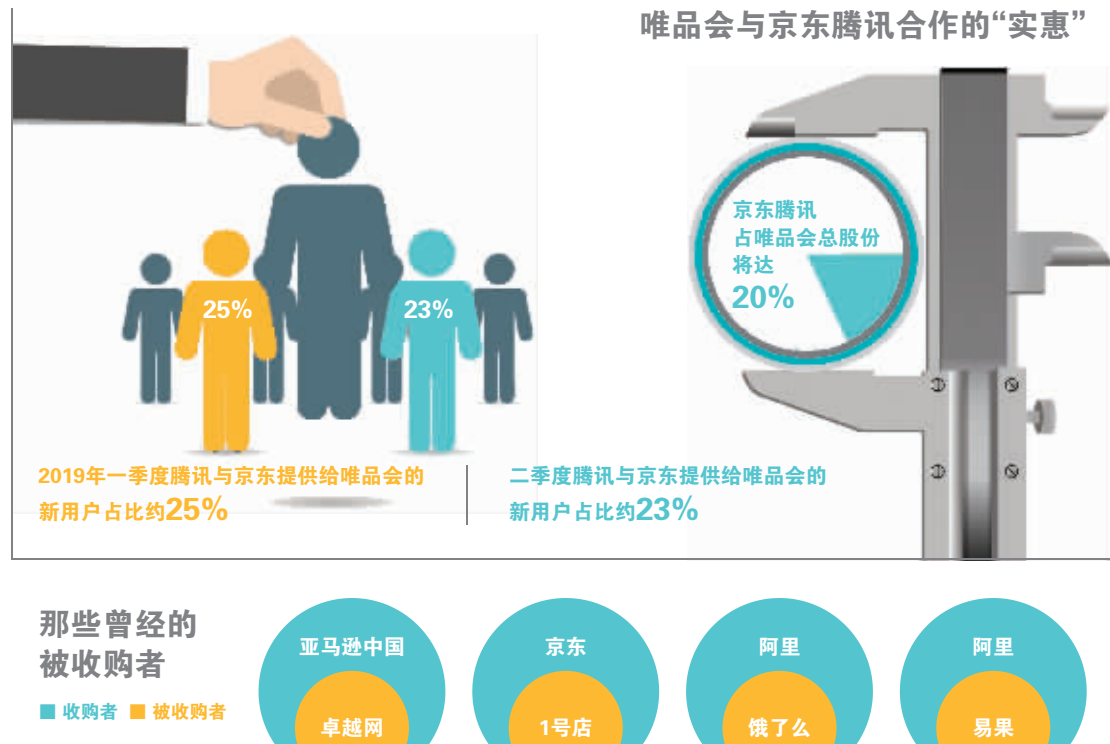 唯品会与京东腾讯合作的“实惠”
京东腾讯
占唯品会总股份
将达
20%
25%
23%
2019年一季度腾讯与京东提供给唯品会的
新用户占比约25%
二季度腾讯与京东提供给唯品会的
新用户占比约23%
那些曾经的
被收购者
收购者 被收购者
亚马逊中国
卓越网
京东
1号店
阿里
饿了么
阿里
易果